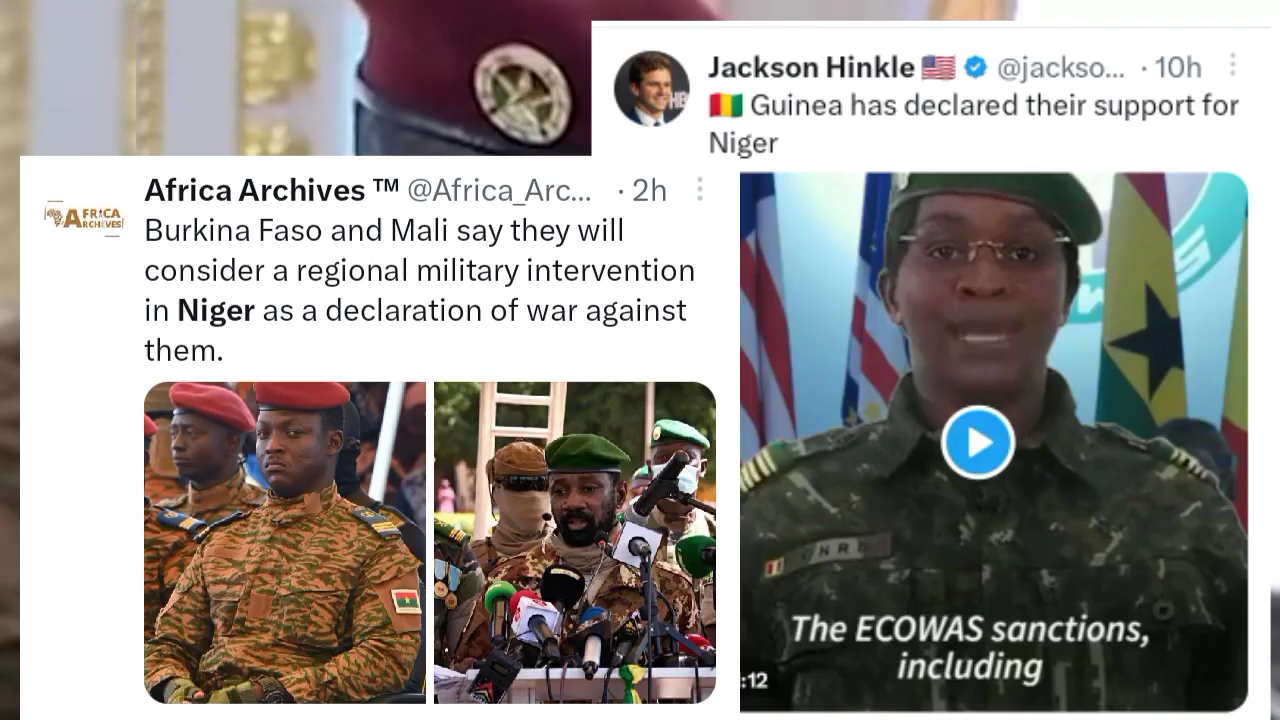 Jackson Hinkle 🇺🇸 @jackso... · 10h
🇬🇳 Guinea has declared their support for
Niger
Africa Archives ™ @Africa_Arc... · 2h
AFRICA
ARCHIVES
Burkina Faso and Mali say they will
consider a regional military intervention
in Niger as a declaration of war against
them.
The ECOWAS sanctions,
including
:12